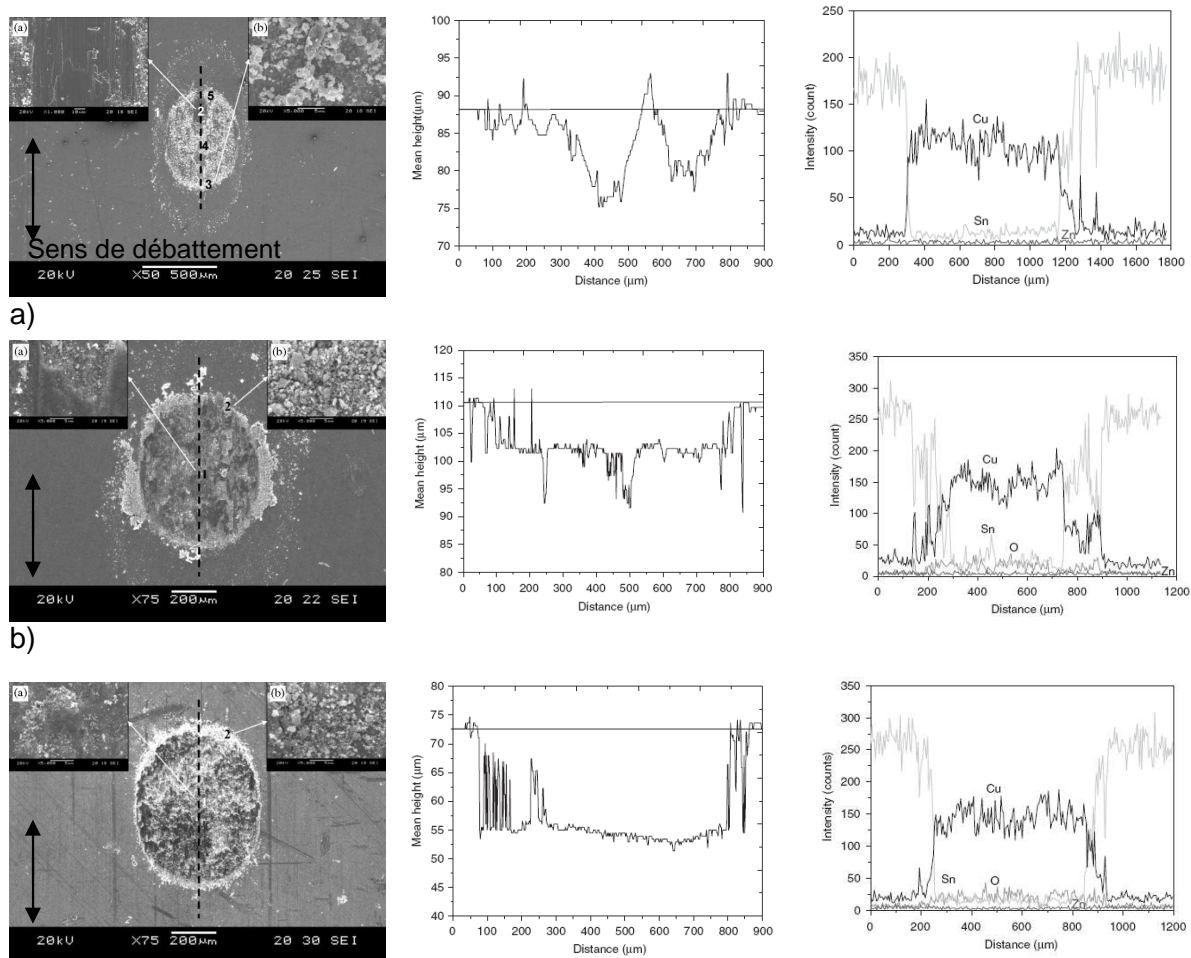 (a)
(b)
1
5
2
4
3
Sens de débattement
20kV X50 500µm 20 25 SEI
100
95
90
85
80
75
70
Mean height(µm)
0 100 200 300 400 500 600 700 800 900
Distance (µm)
250
200
150
100
50
0
Intensity (count)
Cu
Sn
Zn
0 200 400 600 800 1000 1200 1400 1600 1800
Distance (µm)
a)
(a)
(b)
2
1
20kV X75 200µm 20 22 SEI
120
115
110
105
100
95
90
85
80
Mean height (µm)
0 100 200 300 400 500 600 700 800 900
Distance (µm)
350
300
250
200
150
100
50
0
Intensity (count)
Cu
Sn
O
Zn
0 200 400 600 800 1000 1200
Distance (µm)
b)
(a)
(b)
2
20kV X75 200µm 20 30 SEI
80
75
70
65
60
55
50
45
40
Mean height (µm)
0 100 200 300 400 500 600 700 800 900
Distance (µm)
350
300
250
200
150
100
50
0
Intensity (counts)
Cu
Sn
O
Zn
0 200 400 600 800 1000 1200
Distance (µm)